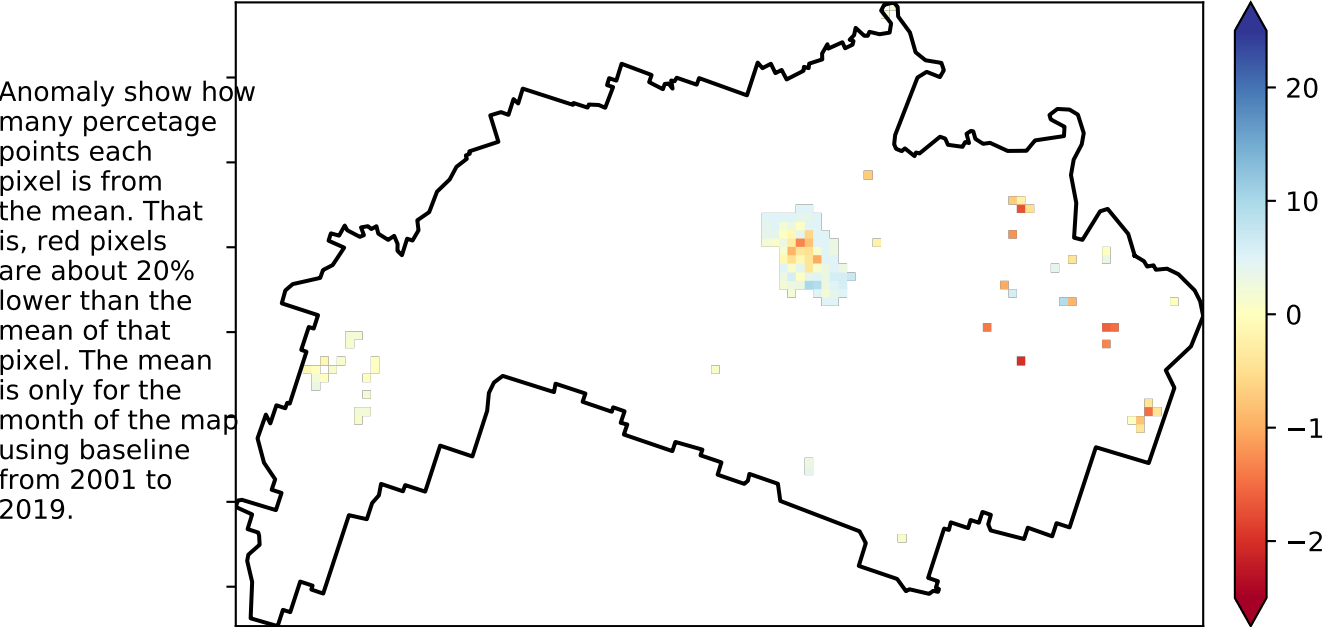 Anomaly show how
many percetage
points each
pixel is from
the mean. That
is, red pixels
are about 20%
lower than the
mean of that
pixel. The mean
is only for the
month of the map
using baseline
from 2001 to
2019.
20
10
0
−1
−2